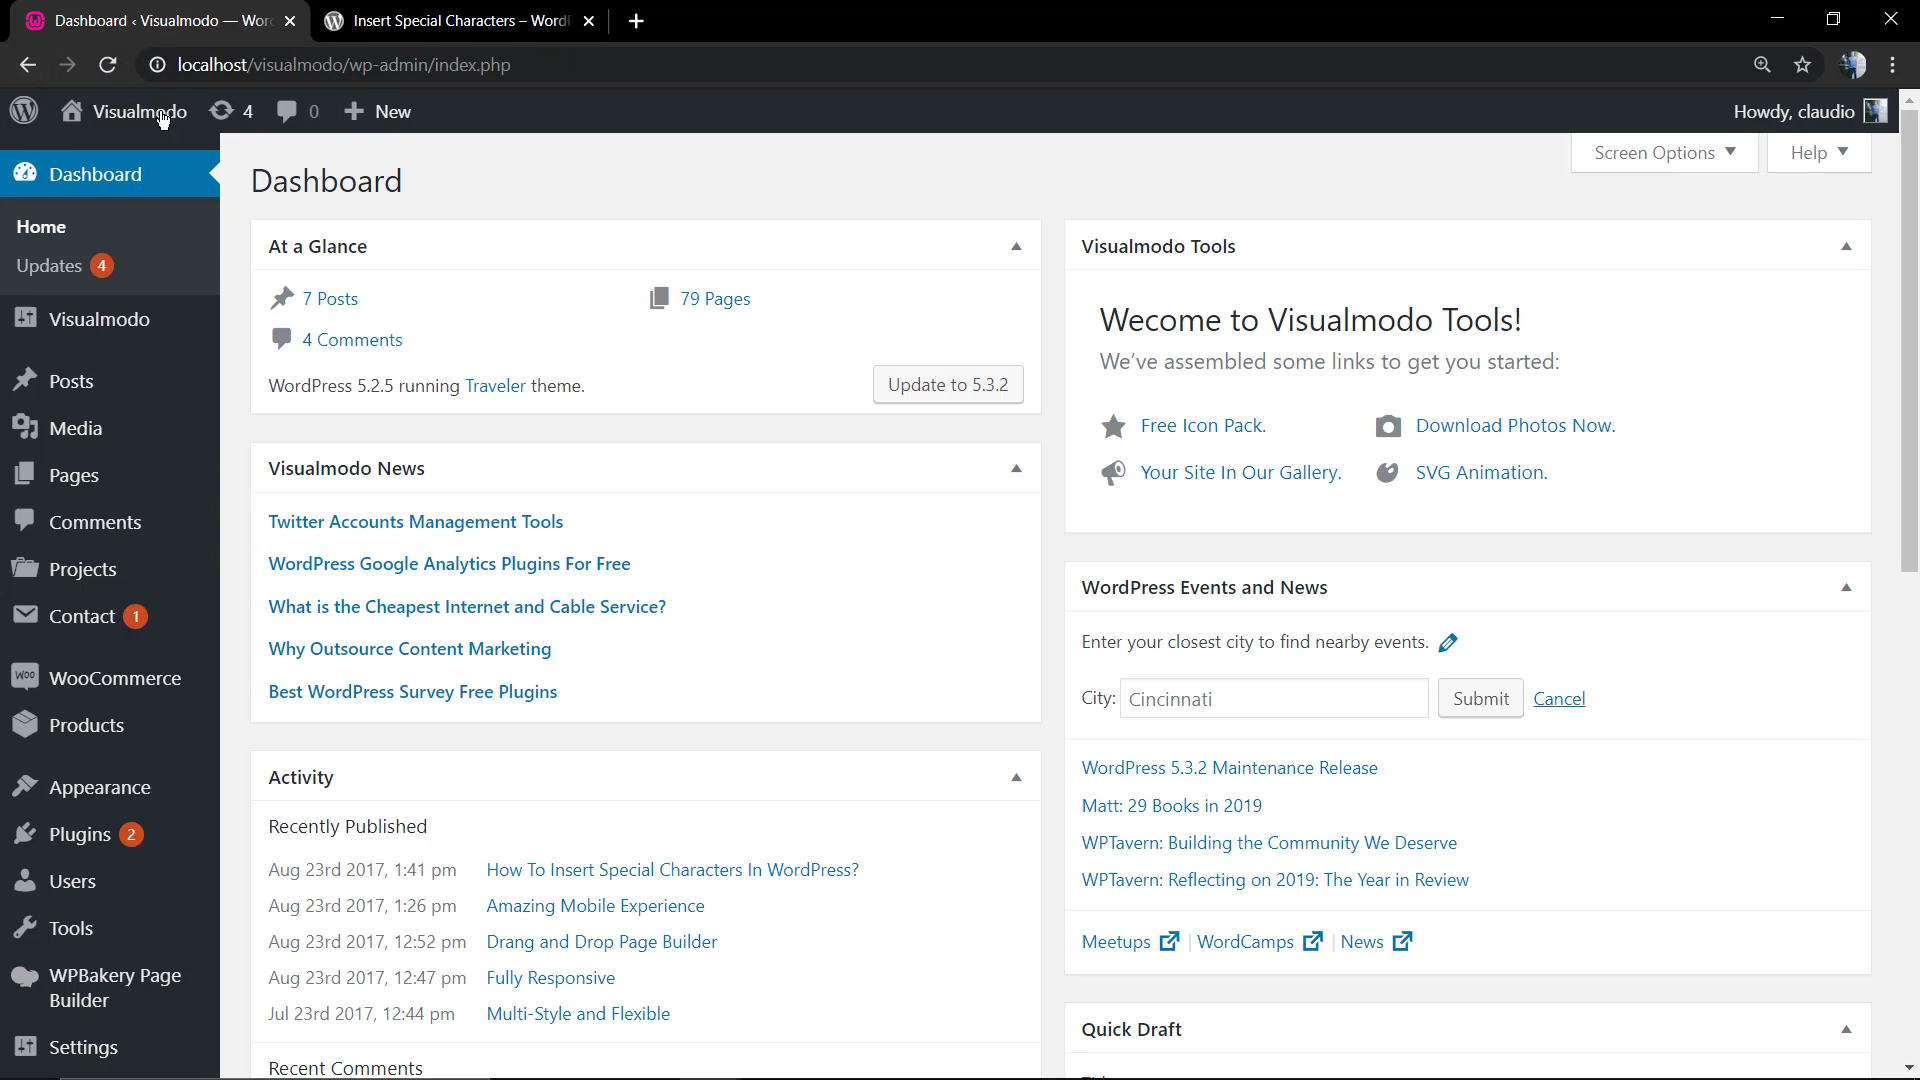 Dashboard ‹ Visualmodo — Wor
Insert Special Characters – Word
localhost/visualmodo/wp-admin/index.php
Visualmodo
4
0
New
Howdy, claudio
Dashboard
Home
Updates 4
Visualmodo
Posts
Media
Pages
Comments
Projects
Contact 1
WooCommerce
Products
Appearance
Plugins 2
Users
Tools
WPBakery Page
Builder
Settings
Screen Options
Help
Dashboard
At a Glance
7 Posts
79 Pages
4 Comments
WordPress 5.2.5 running Traveler theme.
Update to 5.3.2
Visualmodo News
Twitter Accounts Management Tools
WordPress Google Analytics Plugins For Free
What is the Cheapest Internet and Cable Service?
Why Outsource Content Marketing
Best WordPress Survey Free Plugins
Activity
Recently Published
Aug 23rd 2017, 1:41 pm How To Insert Special Characters In WordPress?
Aug 23rd 2017, 1:26 pm Amazing Mobile Experience
Aug 23rd 2017, 12:52 pm Drang and Drop Page Builder
Aug 23rd 2017, 12:47 pm Fully Responsive
Jul 23rd 2017, 12:44 pm Multi-Style and Flexible
Recent Comments
Visualmodo Tools
Wecome to Visualmodo Tools!
We've assembled some links to get you started:
Free Icon Pack.
Download Photos Now.
Your Site In Our Gallery.
SVG Animation.
WordPress Events and News
Enter your closest city to find nearby events.
City: Cincinnati Submit Cancel
WordPress 5.3.2 Maintenance Release
Matt: 29 Books in 2019
WPTavern: Building the Community We Deserve
WPTavern: Reflecting on 2019: The Year in Review
Meetups | WordCamps | News
Quick Draft